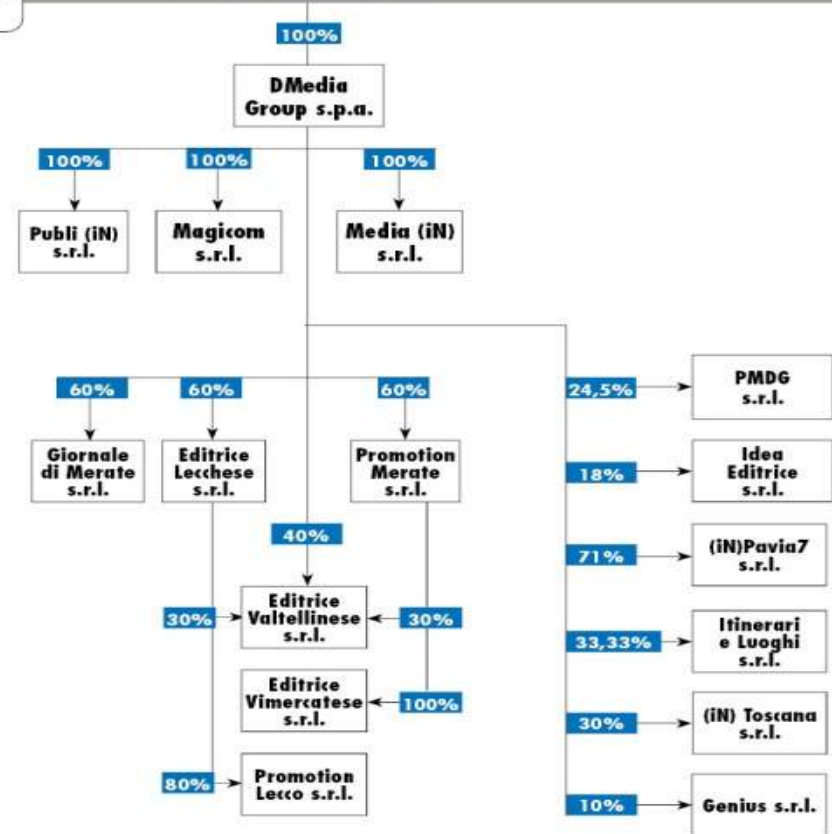 100%
DMedia
Group s.p.a.
100%
100%
100%
Publi (iN)
s.r.l.
Magicom
s.r.l.
Media (iN)
s.r.l.
60%
60%
60%
24,5%
PMDG
s.r.l.
Giornale
di Merate
s.r.l.
Editrice
Lecchese
s.r.l.
Promotion
Merate
s.r.l.
18%
Idea
Editrice
s.r.l.
40%
71%
(iN)Pavia7
s.r.l.
30%
Editrice
Valtellinese
s.r.l.
30%
33,33%
Itinerari
e Luoghi
s.r.l.
Editrice
Vimercatese
s.r.l.
100%
30%
(iN) Toscana
s.r.l.
80%
Promotion
Lecco s.r.l.
10%
Genius s.r.l.